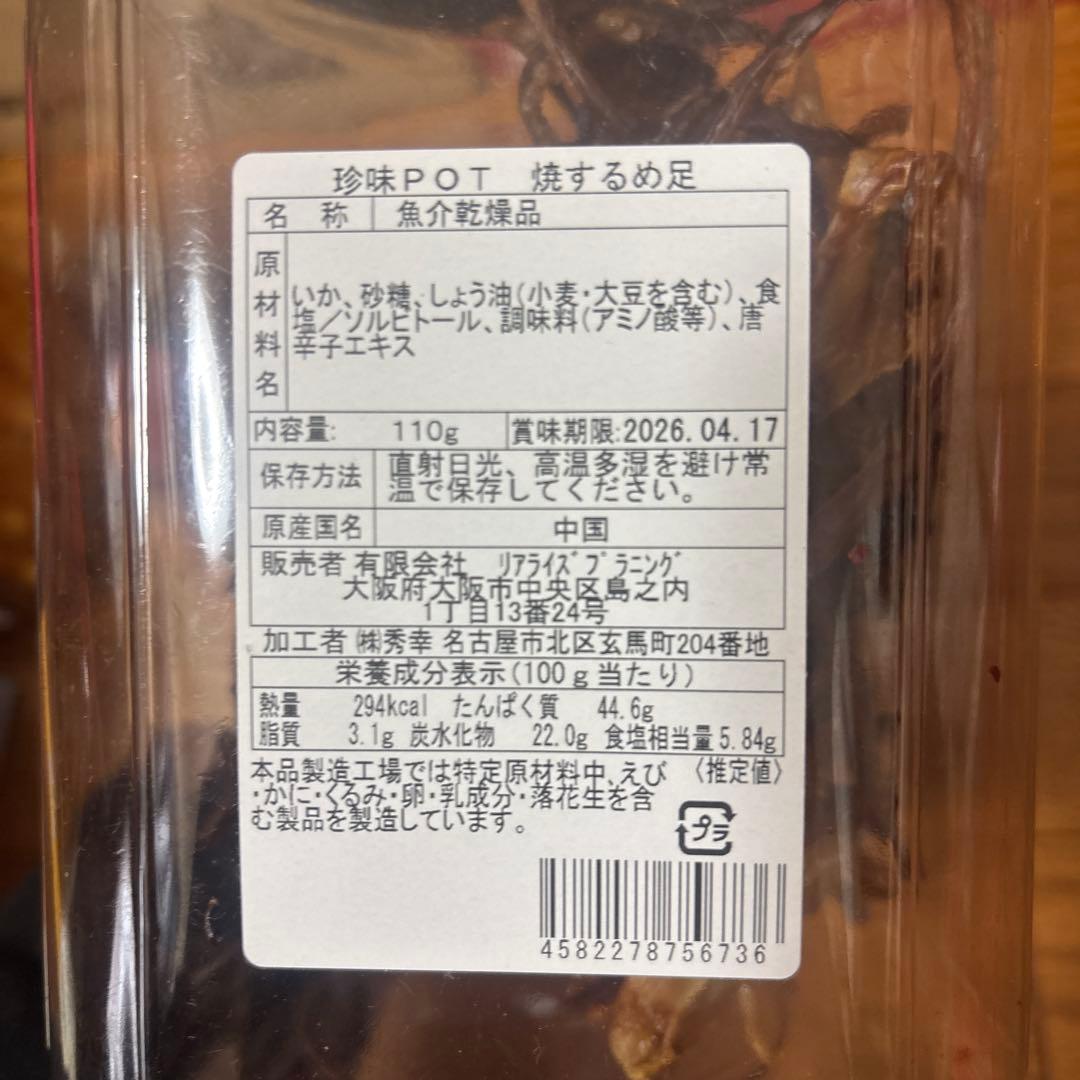 珍味POT 焼するめ足
名 称 魚介乾燥品
原材料名
いか、砂糖、しょう油(小麦・大豆を含む)、食
塩/ソルビトール、調味料(アミノ酸等)、唐
辛子エキス
内容量: 110g 賞味期限:2026.04.17
保存方法 直射日光、高温多湿を避け常
温で保存してください。
原産国名 中国
販売者 有限会社 リアライズプラニング
大阪府大阪市中央区島之内
1丁目13番24号
加工者 ㈱秀幸 名古屋市北区玄馬町204番地
栄養成分表示(100g当たり)
熱量 294kcal たんぱく質 44.6g
脂質 3.1g 炭水化物 22.0g 食塩相当量 5.84g
本品製造工場では特定原材料中、えび 〈推定値〉
・かに・くるみ・卵・乳成分・落花生を含
む製品を製造しています。
プラ
4582278756736